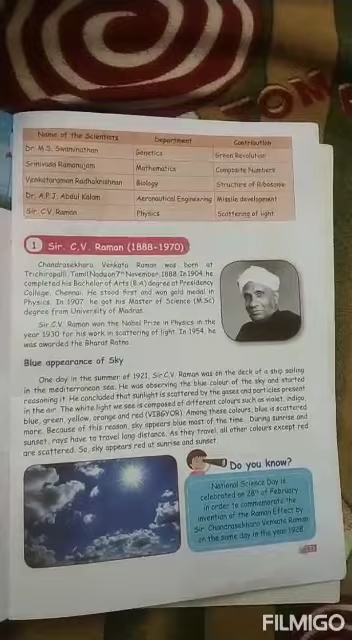 Name of the Scientists Department Contribution
Dr. M.S. Swaminathan Genetics Green Revolution
Srinivasa Ramanujam Mathematics Composite Numbers
Venkatraman Radhakrishnan Biology Structure of Ribosome
Dr. A.P.J. Abdul Kalam Aeronautical Engineering Missile development
Sir. C.V. Raman Physics Scattering of light
1 Sir. C.V. Raman (1888-1970)
Chandrasekhara Venkata Raman was born at
Trichirapalli, Tamil Nadu on 7th November, 1888. In 1904, he
completed his Bachelor of Arts (B.A) degree at Presidency
College, Chennai. He stood first and won gold medal in
Physics. In 1907 he got his Master of Science (M.Sc)
degree from University of Madras.
Sir C.V. Raman won the Nobel Prize in Physics in the
year 1930 for his work in scattering of light. In 1954, he
was awarded the Bharat Ratna.
Blue appearance of Sky
One day in the summer of 1921, Sir.C.V. Raman was on the deck of a ship sailing
in the mediterranean sea. He was observing the blue colour of the sky and started
reasoning it. He concluded that sunlight is scattered by the gases and particles present
in the air. The white light we see is composed of different colours such as violet, indigo,
blue, green, yellow, orange and red (VIBGYOR). Among these colours, blue is scattered
more. Because of this reason, sky appears blue most of the time. During sunrise and
sunset, rays have to travel long distance. As they travel, all other colours except red
are scattered. So, sky appears red at sunrise and sunset.
Do you know?
National Science Day is
celebrated on 28th of February
in order to commemorate the
invention of the Raman Effect by
Sir. Chandrasekhara Venkata Raman
on the same day in the year 1928.
TOM
FILMIGO